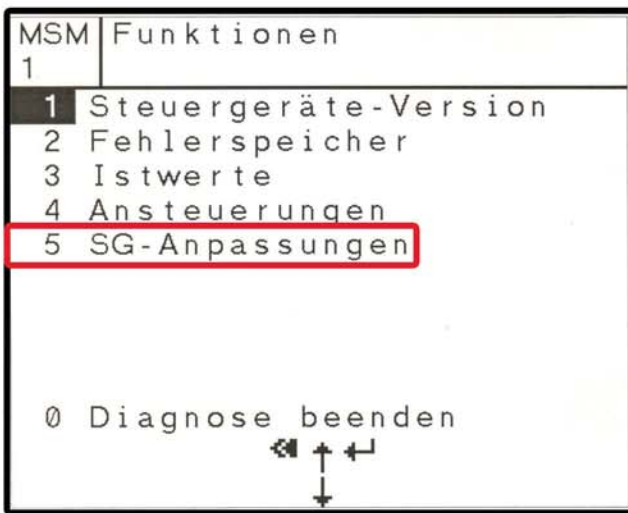 MSM Funktionen
1
1 Steuergeräte-Version
2 Fehlerspeicher
3 Istwerte
4 Ansteuerungen
5 SG-Anpassungen
0 Diagnose beenden